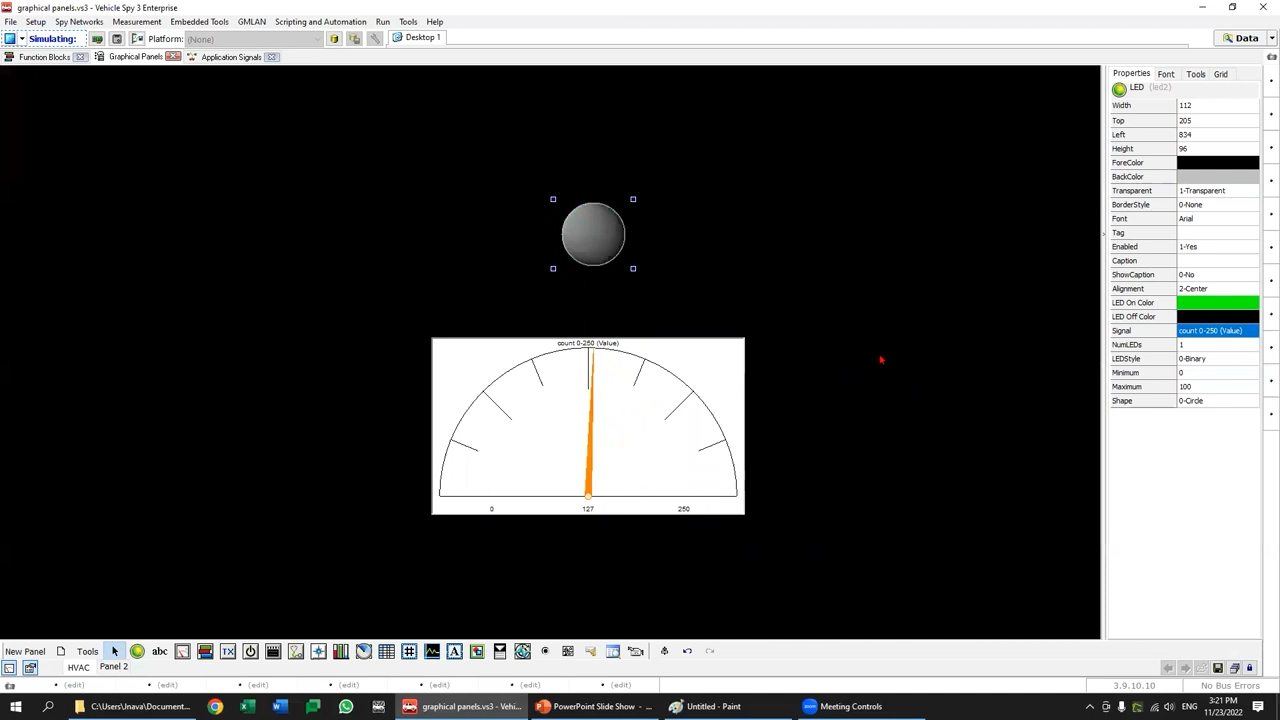 graphical panels.vs3 - Vehicle Spy 3 Enterprise
File Setup Spy Networks Measurement Embedded Tools GMLAN Scripting and Automation Run Tools Help
Simulating: Platform: (None) Desktop 1 Data
Function Blocks Graphical Panels Application Signals
Properties Font Tools Grid
LED (led2)
Width 112
Top 205
Left 834
Height 96
ForeColor
BackColor
Transparent 1-Transparent
BorderStyle 0-None
Font Arial
Tag
Enabled 1-Yes
Caption
ShowCaption 0-No
Alignment 2-Center
LED On Color
LED Off Color
Signal count 0-250 (Value)
NumLEDs 1
LEDStyle 0-Binary
Minimum 0
Maximum 100
Shape 0-Circle
count 0-250 (Value)
0 127 250
New Panel Tools abc TX A
HVAC Panel 2
(edit) (edit) (edit) (edit) (edit) (edit) (edit) 3.9.10.10 No Bus Errors
C:\Users\Unava\Document... graphical panels.vs3 - Vehi... PowerPoint Slide Show - ... Untitled - Paint Meeting Controls ENG 3:21 PM
11/23/2022